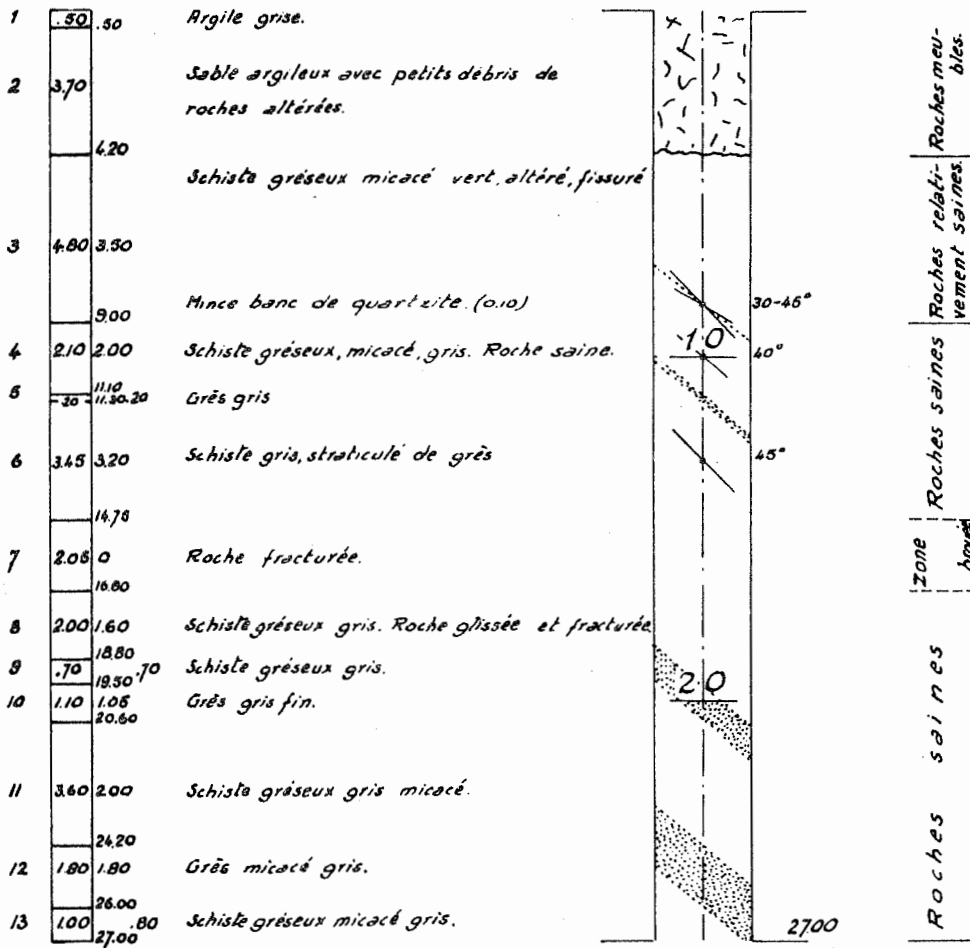 1 .50 .50 Argile grise.
2 3.70 Sable argileux avec petits débris de
roches altérées.
4.20
Schiste gréseux micacé vert, altéré, fissuré
3 4.80 3.50
Mince banc de quartzite. (0.10)
9.00
4 2.10 2.00 Schiste gréseux, micacé, gris. Roche saine.
11.10
5 .20 11.30 .20 Grès gris
6 3.45 3.20 Schiste gris, straticulé de grès
14.75
7 2.05 0 Roche fracturée.
16.80
8 2.00 1.60 Schiste gréseux gris. Roche glissée et fracturée
18.80
9 .70 .70 Schiste gréseux gris.
19.50
10 1.10 1.05 Grès gris fin.
20.60
11 3.60 2.00 Schiste gréseux gris micacé.
24.20
12 1.80 1.80 Grès micacé gris.
26.00
13 1.00 .80 Schiste gréseux micacé gris.
27.00
30-45°
10
40°
45°
20
27.00
Roches meu-
bles.
Roches relati-
vement saines.
Roches saines
zone
Roches saines